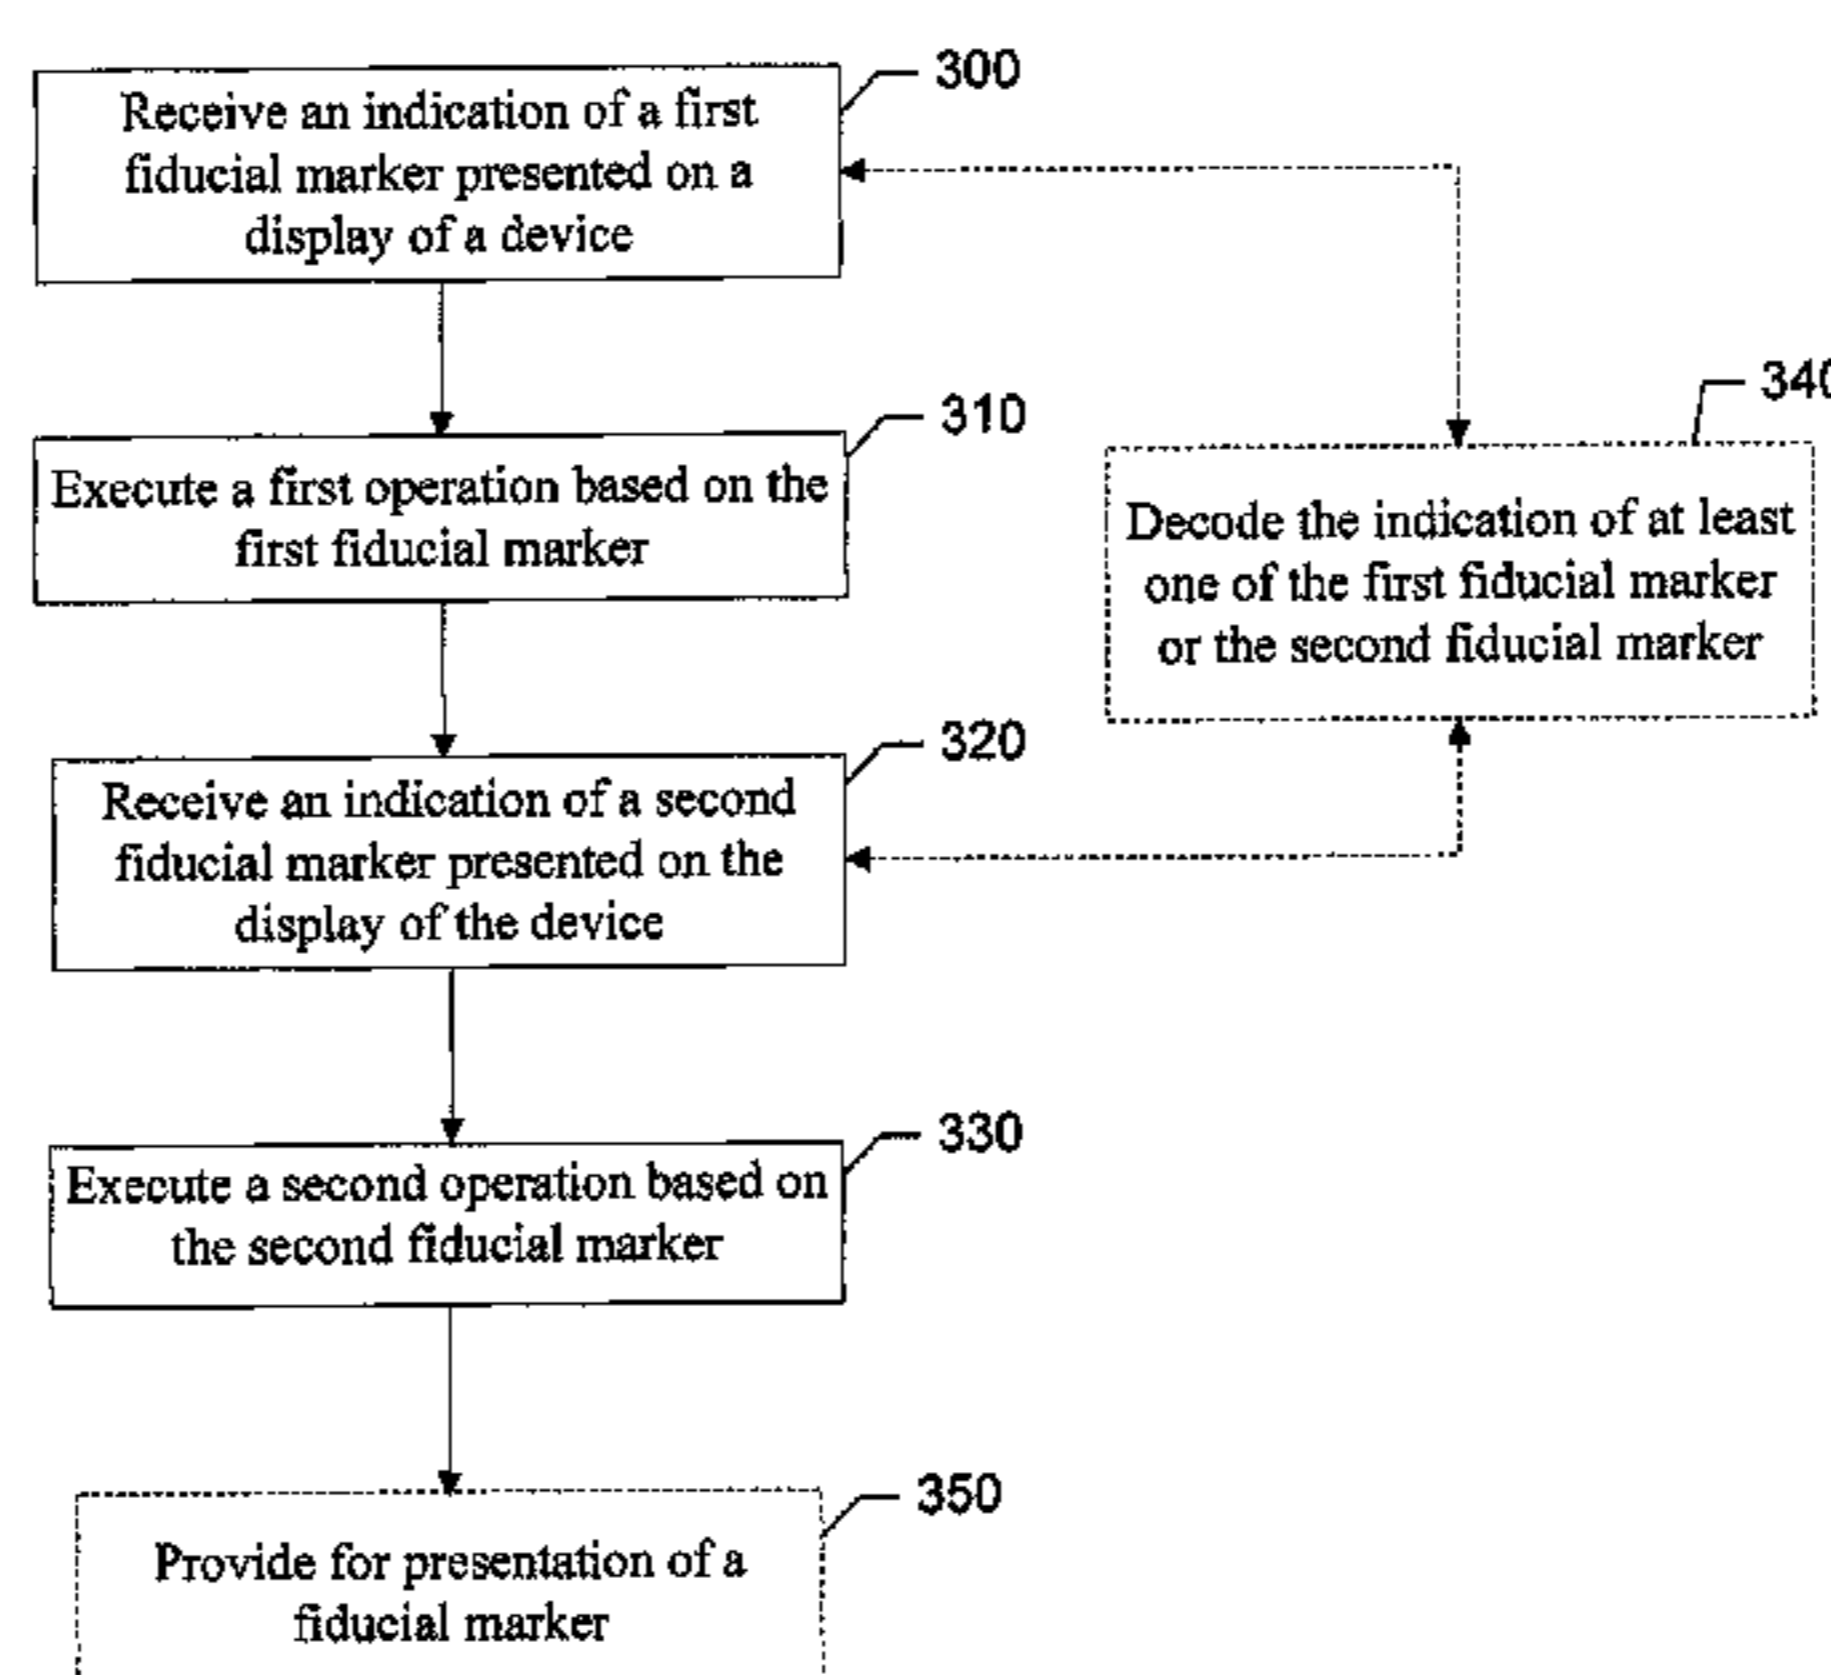 300
Receive an indication of a first
fiducial marker presented on a
display of a device
310
Execute a first operation based on the
first fiducial marker
340
Decode the indication of at least
one of the first fiducial marker
or the second fiducial marker
320
Receive an indication of a second
fiducial marker presented on the
display of the device
330
Execute a second operation based on
the second fiducial marker
350
Provide for presentation of a
fiducial marker